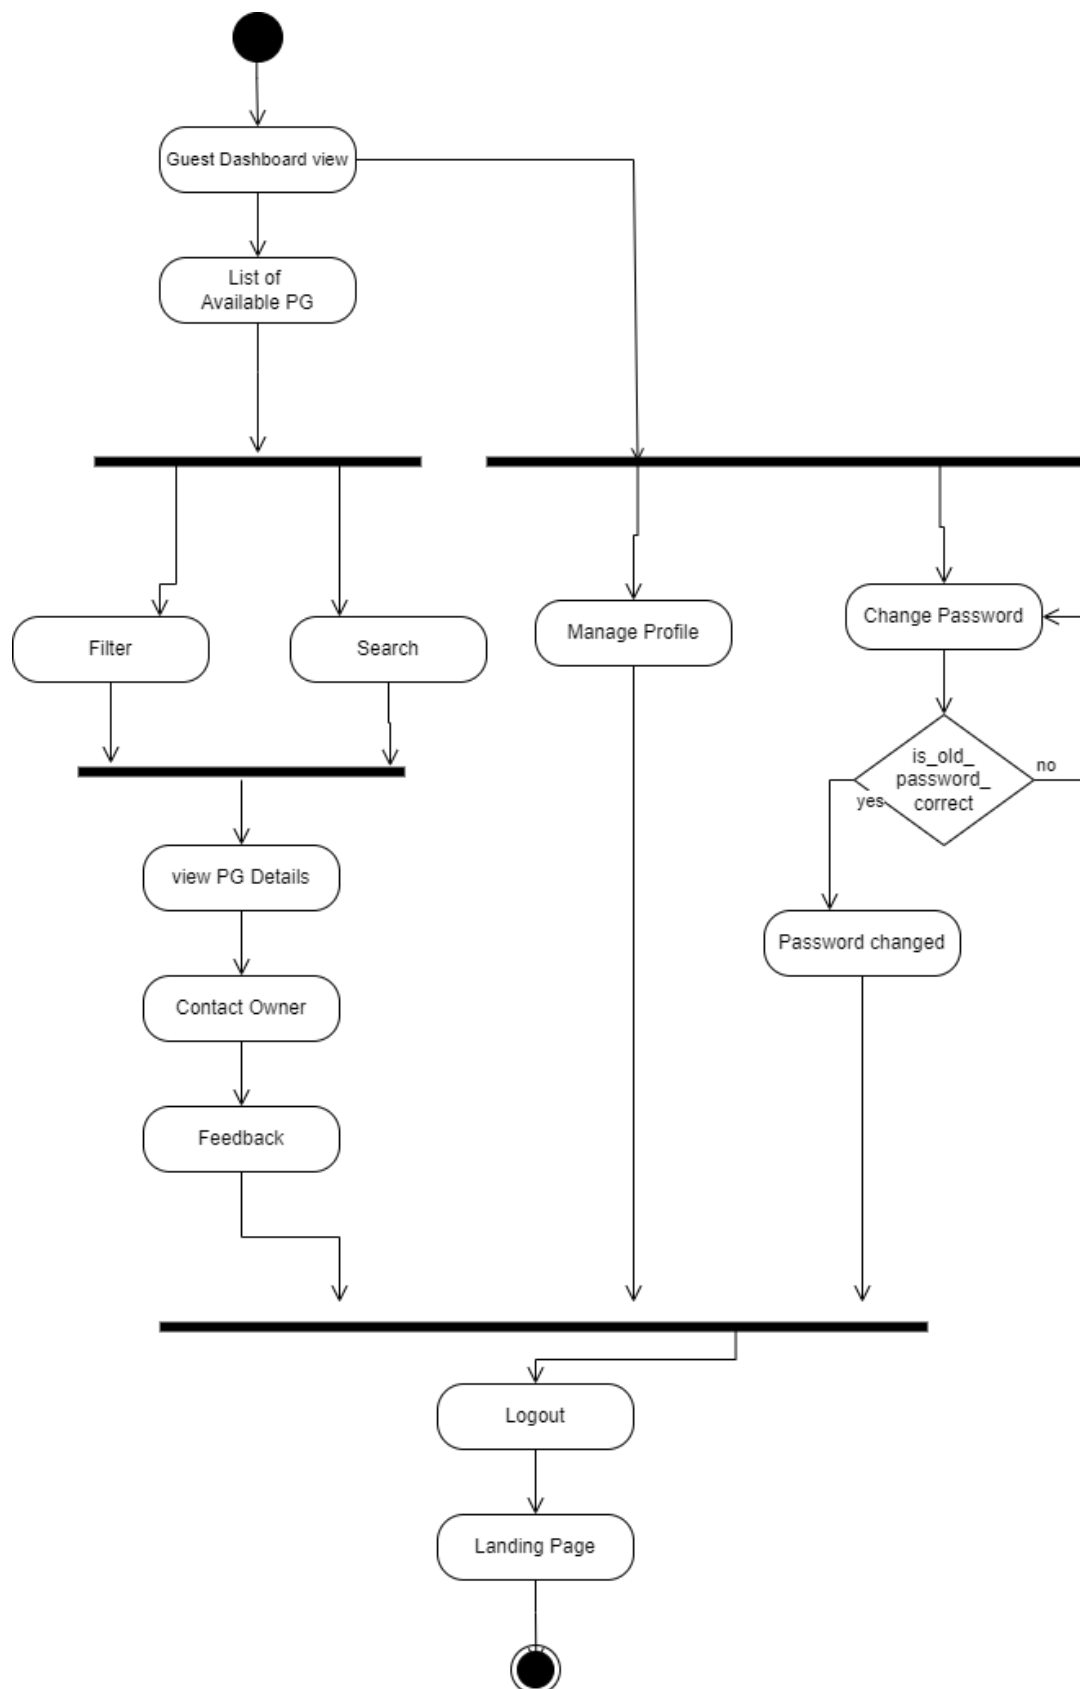 Guest Dashboard view
List of
Available PG
Filter
Search
Manage Profile
Change Password
is_old_
password_
correct
no
yes
view PG Details
Password changed
Contact Owner
Feedback
Logout
Landing Page